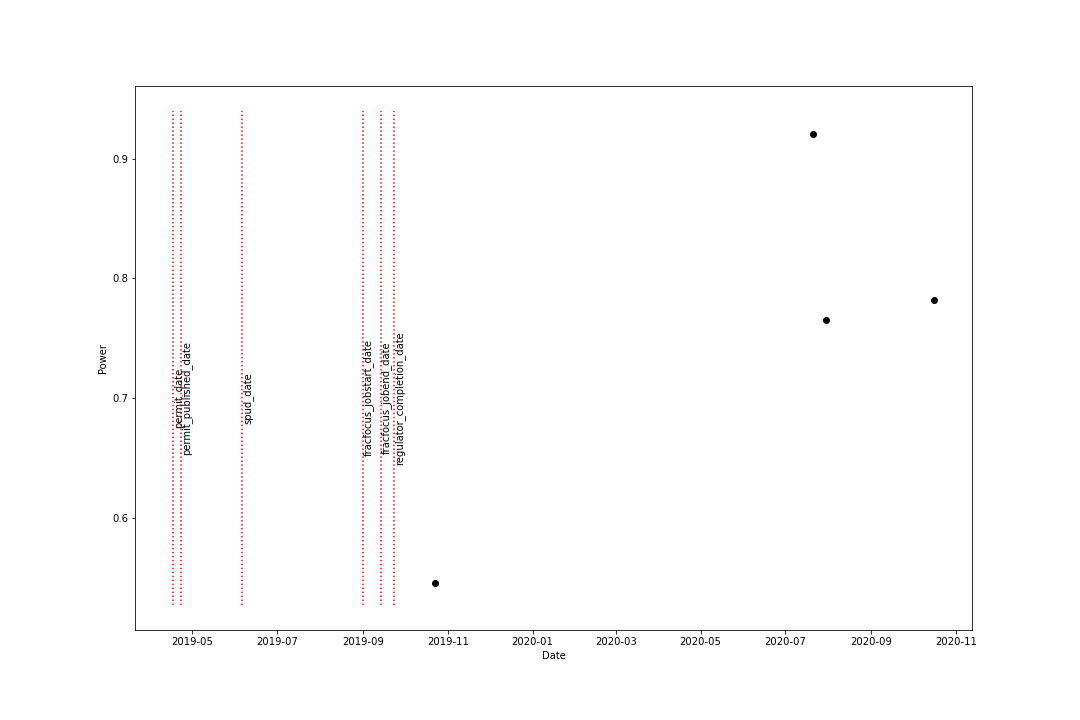 0.9
0.8
0.7
0.6
Power
permit_date
permit_published_date
spud_date
fracfocus_jobstart_date
fracfocus_jobend_date
regulator_completion_date
2019-05
2019-07
2019-09
2019-11
2020-01
2020-03
2020-05
2020-07
2020-09
2020-11
Date